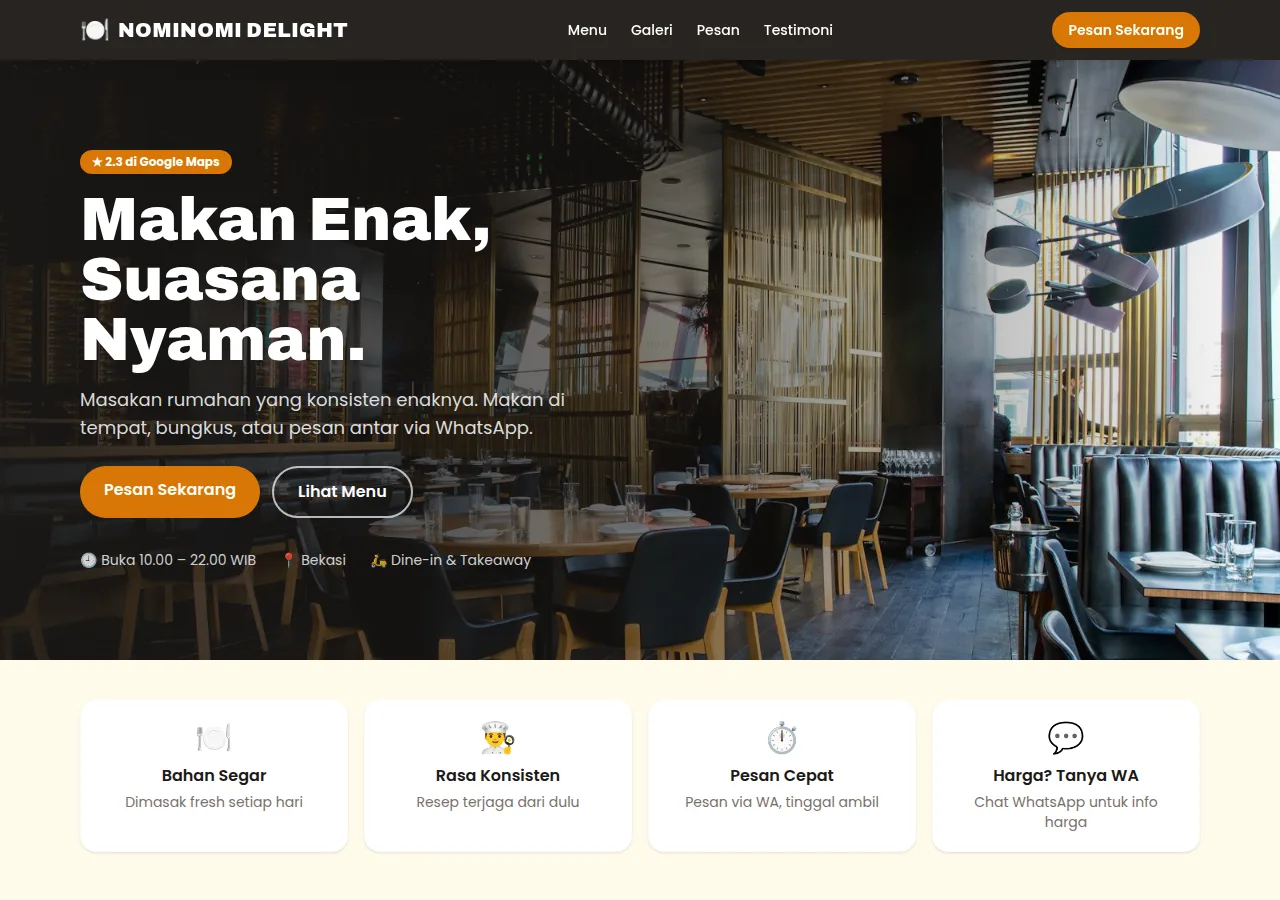 NOMINOMI DELIGHT
Menu Galeri Pesan Testimoni
Pesan Sekarang
★ 2.3 di Google Maps
Makan Enak,
Suasana
Nyaman.
Masakan rumahan yang konsisten enaknya. Makan di
tempat, bungkus, atau pesan antar via WhatsApp.
Pesan Sekarang
Lihat Menu
Buka 10.00 – 22.00 WIB
Bekasi
Dine-in & Takeaway
Bahan Segar
Dimasak fresh setiap hari
Rasa Konsisten
Resep terjaga dari dulu
Pesan Cepat
Pesan via WA, tinggal ambil
Harga? Tanya WA
Chat WhatsApp untuk info
harga